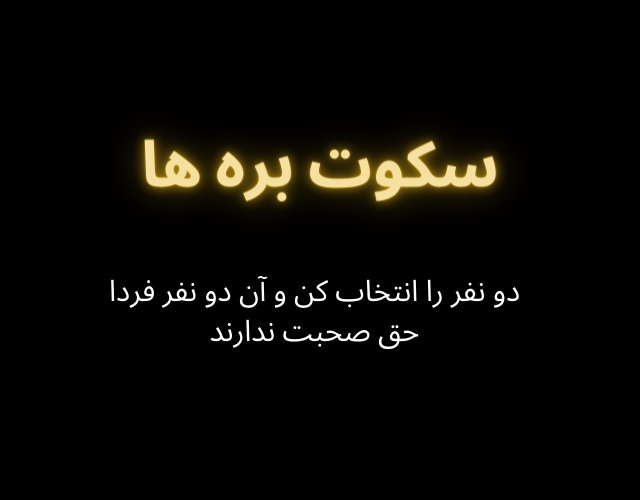 سکوت بره ها
دو نفر را انتخاب کن و آن دو نفر فردا
حق صحبت ندارند